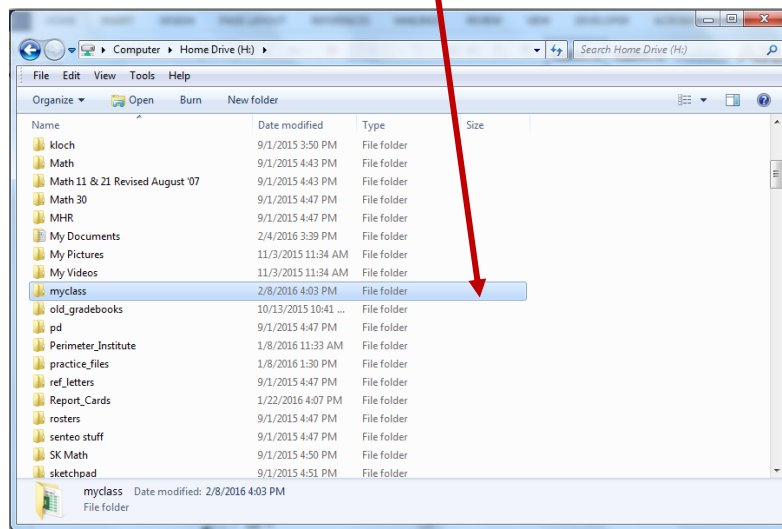 HOME INSERT DESIGN PAGE LAYOUT REFERENCES MAILINGS REVIEW VIEW DEVELOPER
Computer Home Drive (H:) Search Home Drive (H:)
File Edit View Tools Help
Organize Open Burn New folder
Name Date modified Type Size
kloch 9/1/2015 3:50 PM File folder
Math 9/1/2015 4:43 PM File folder
Math 11 & 21 Revised August '07 9/1/2015 4:43 PM File folder
Math 30 9/1/2015 4:47 PM File folder
MHR 9/1/2015 4:47 PM File folder
My Documents 2/4/2016 3:39 PM File folder
My Pictures 11/3/2015 11:34 AM File folder
My Videos 11/3/2015 11:34 AM File folder
myclass 2/8/2016 4:03 PM File folder
old_gradebooks 10/13/2015 10:41 ... File folder
pd 9/1/2015 4:47 PM File folder
Perimeter_Institute 1/8/2016 11:33 AM File folder
practice_files 1/8/2016 1:30 PM File folder
ref_letters 9/1/2015 4:47 PM File folder
Report_Cards 1/22/2016 4:07 PM File folder
rosters 9/1/2015 4:47 PM File folder
senteo stuff 9/1/2015 4:47 PM File folder
SK Math 9/1/2015 4:50 PM File folder
sketchpad 9/1/2015 4:51 PM File folder
myclass Date modified: 2/8/2016 4:03 PM
File folder